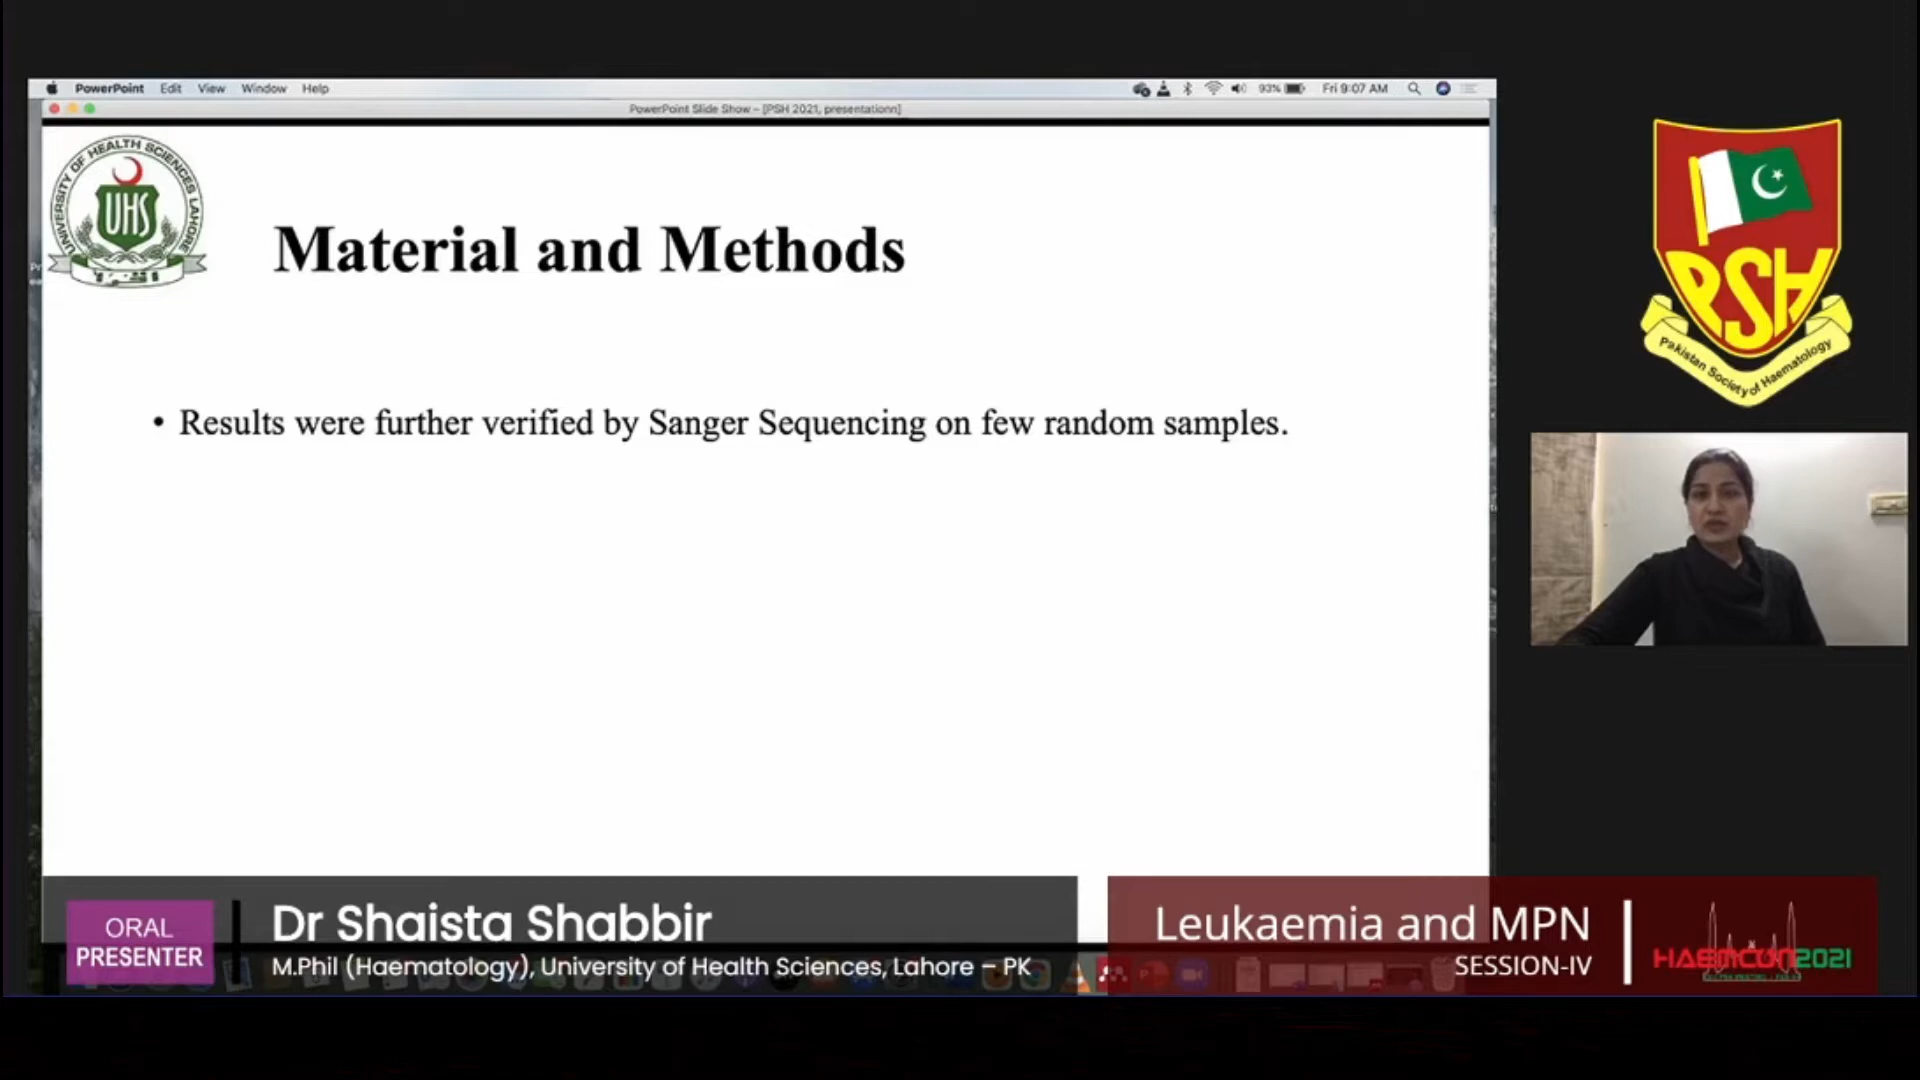 PowerPoint Edit View Window Help 93% Fri 9:07 AM
PowerPoint Slide Show – [PSH 2021, presentationn]
UNIVERSITY OF HEALTH SCIENCES LAHORE
UHS
Material and Methods
• Results were further verified by Sanger Sequencing on few random samples.
PSH
Pakistan Society of Haematology
ORAL
PRESENTER
Dr Shaista Shabbir
M.Phil (Haematology), University of Health Sciences, Lahore – PK
Leukaemia and MPN
SESSION-IV
HAEMCON2021